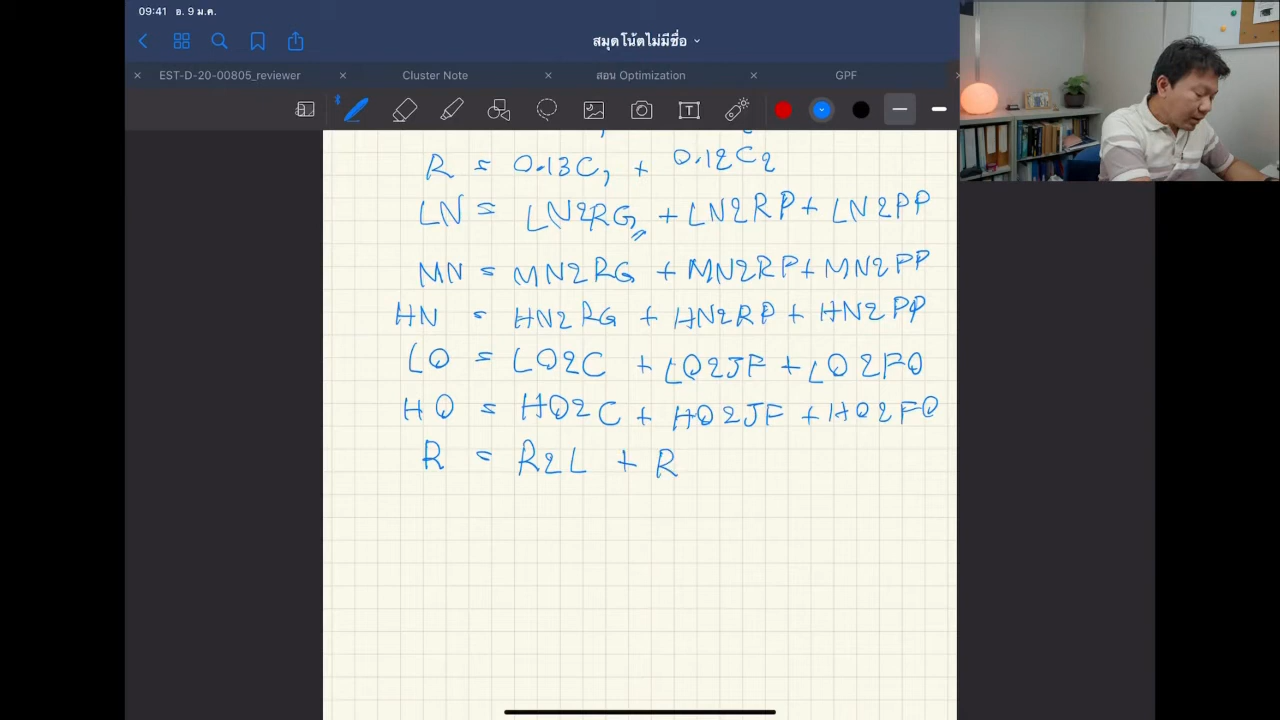 09:41 อ. 9 ม.ค.
สมุดโน้ตไม่มีชื่อ
EST-D-20-00805_reviewer
Cluster Note
สอน Optimization
GPF
R = 0.13C1 + 0.12C2
LN = LN2RG + LN2RP + LN2PP
MN = MN2RG + MN2RP + MN2PP
HN = HN2RG + HN2RP + HN2PP
LO = LO2C + LO2JF + LO2FO
HO = HO2C + HO2JF + HO2FO
R = R2L + R